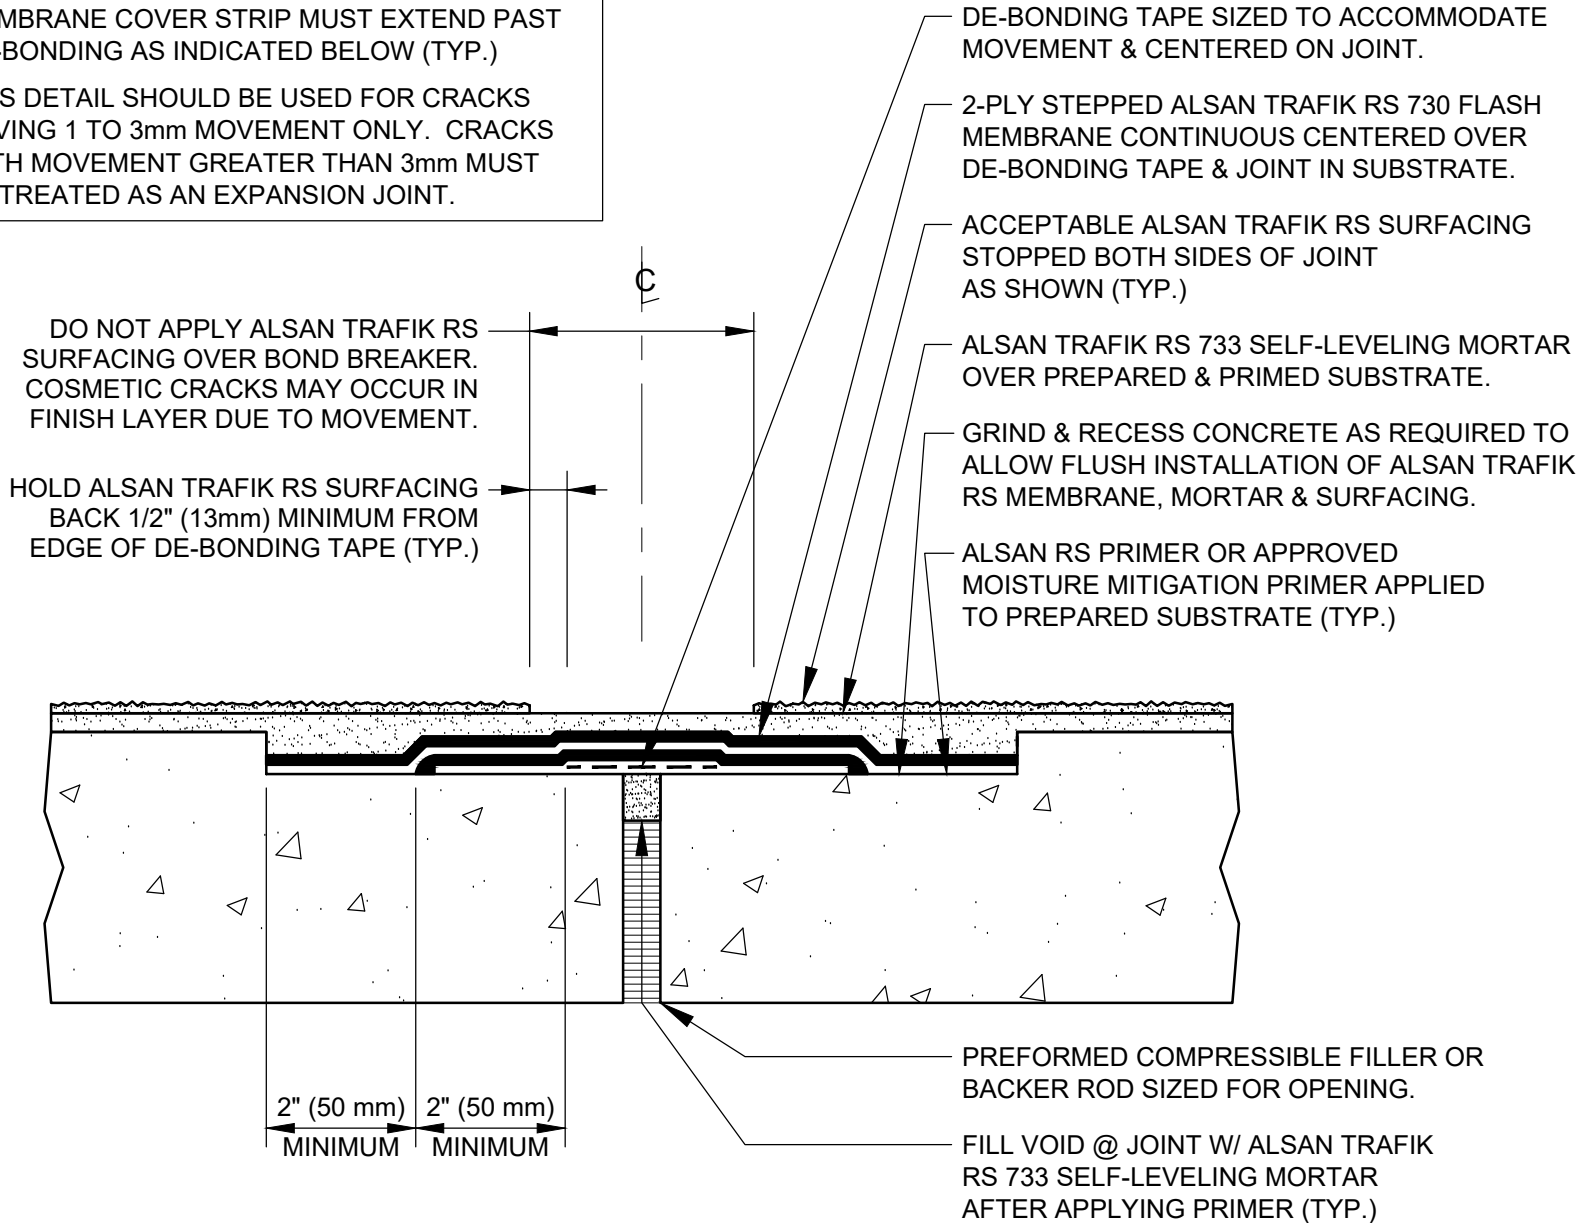 MBRANE COVER STRIP MUST EXTEND PAST
-BONDING AS INDICATED BELOW (TYP.)
S DETAIL SHOULD BE USED FOR CRACKS
VING 1 TO 3mm MOVEMENT ONLY. CRACKS
TH MOVEMENT GREATER THAN 3mm MUST
TREATED AS AN EXPANSION JOINT.
DE-BONDING TAPE SIZED TO ACCOMMODATE
MOVEMENT & CENTERED ON JOINT.
2-PLY STEPPED ALSAN TRAFIK RS 730 FLASH
MEMBRANE CONTINUOUS CENTERED OVER
DE-BONDING TAPE & JOINT IN SUBSTRATE.
ACCEPTABLE ALSAN TRAFIK RS SURFACING
STOPPED BOTH SIDES OF JOINT
AS SHOWN (TYP.)
ALSAN TRAFIK RS 733 SELF-LEVELING MORTAR
OVER PREPARED & PRIMED SUBSTRATE.
GRIND & RECESS CONCRETE AS REQUIRED TO
ALLOW FLUSH INSTALLATION OF ALSAN TRAFIK
RS MEMBRANE, MORTAR & SURFACING.
ALSAN RS PRIMER OR APPROVED
MOISTURE MITIGATION PRIMER APPLIED
TO PREPARED SUBSTRATE (TYP.)
C
L
DO NOT APPLY ALSAN TRAFIK RS
SURFACING OVER BOND BREAKER.
COSMETIC CRACKS MAY OCCUR IN
FINISH LAYER DUE TO MOVEMENT.
HOLD ALSAN TRAFIK RS SURFACING
BACK 1/2" (13mm) MINIMUM FROM
EDGE OF DE-BONDING TAPE (TYP.)
2" (50 mm)
MINIMUM
2" (50 mm)
MINIMUM
PREFORMED COMPRESSIBLE FILLER OR
BACKER ROD SIZED FOR OPENING.
FILL VOID @ JOINT W/ ALSAN TRAFIK
RS 733 SELF-LEVELING MORTAR
AFTER APPLYING PRIMER (TYP.)